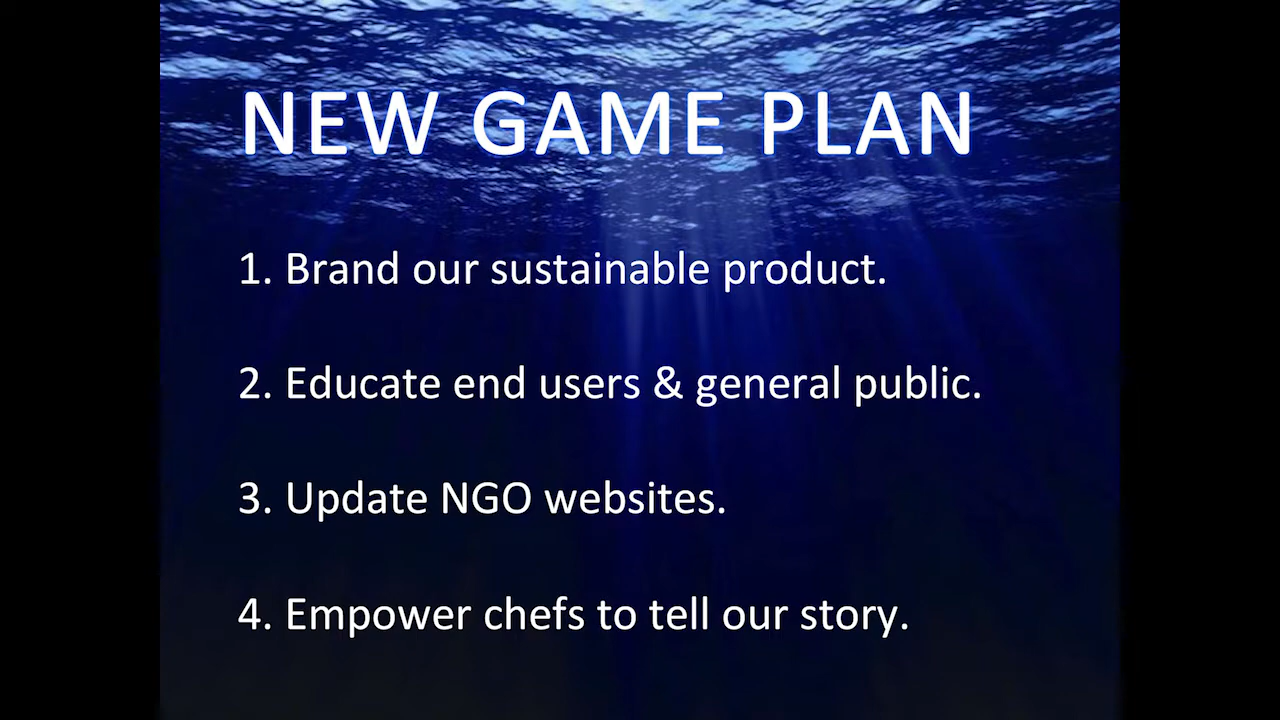 NEW GAME PLAN
1. Brand our sustainable product.
2. Educate end users & general public.
3. Update NGO websites.
4. Empower chefs to tell our story.